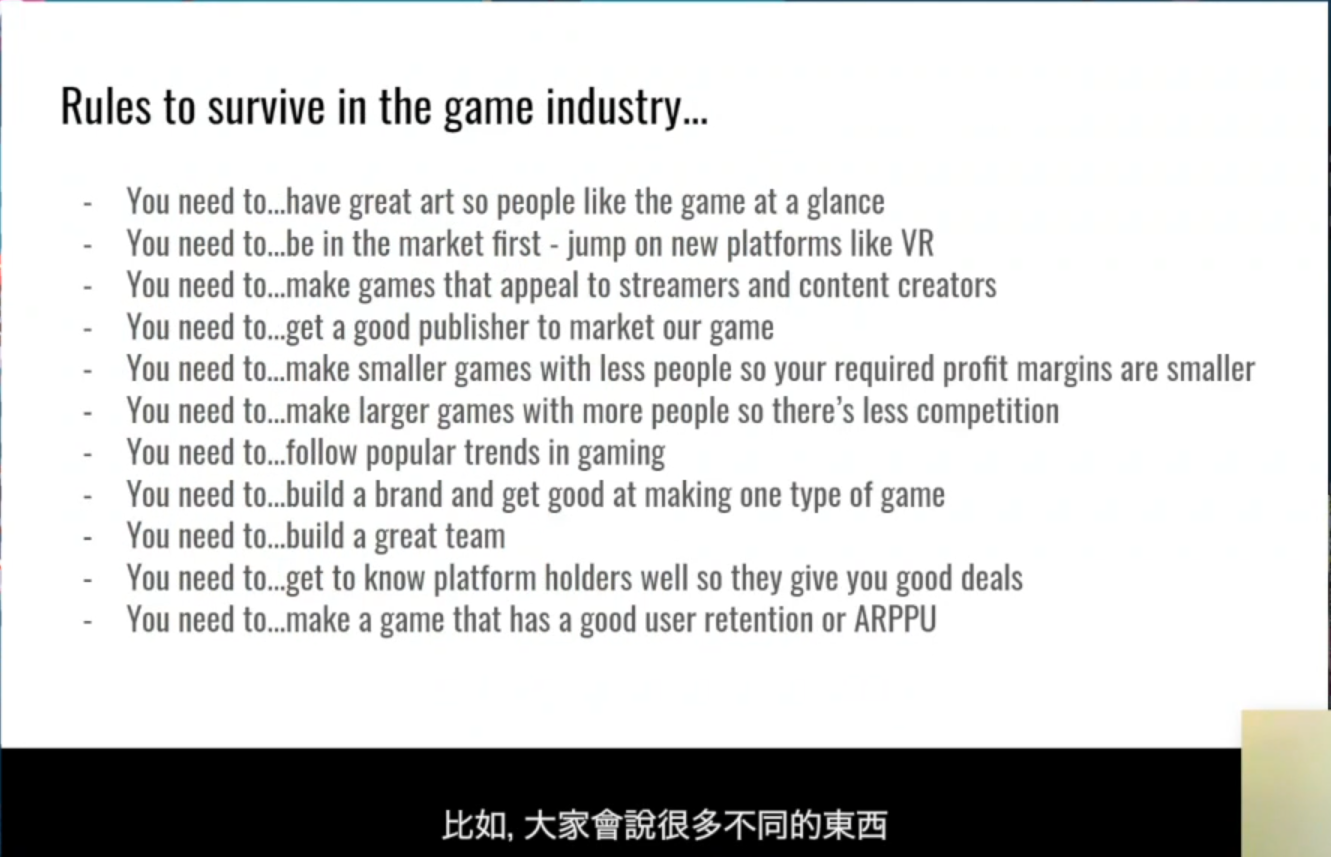 Rules to survive in the game industry...
- You need to...have great art so people like the game at a glance
- You need to...be in the market first - jump on new platforms like VR
- You need to...make games that appeal to streamers and content creators
- You need to...get a good publisher to market our game
- You need to...make smaller games with less people so your required profit margins are smaller
- You need to...make larger games with more people so there's less competition
- You need to...follow popular trends in gaming
- You need to...build a brand and get good at making one type of game
- You need to...build a great team
- You need to...get to know platform holders well so they give you good deals
- You need to...make a game that has a good user retention or ARPPU
比如, 大家會說很多不同的東西